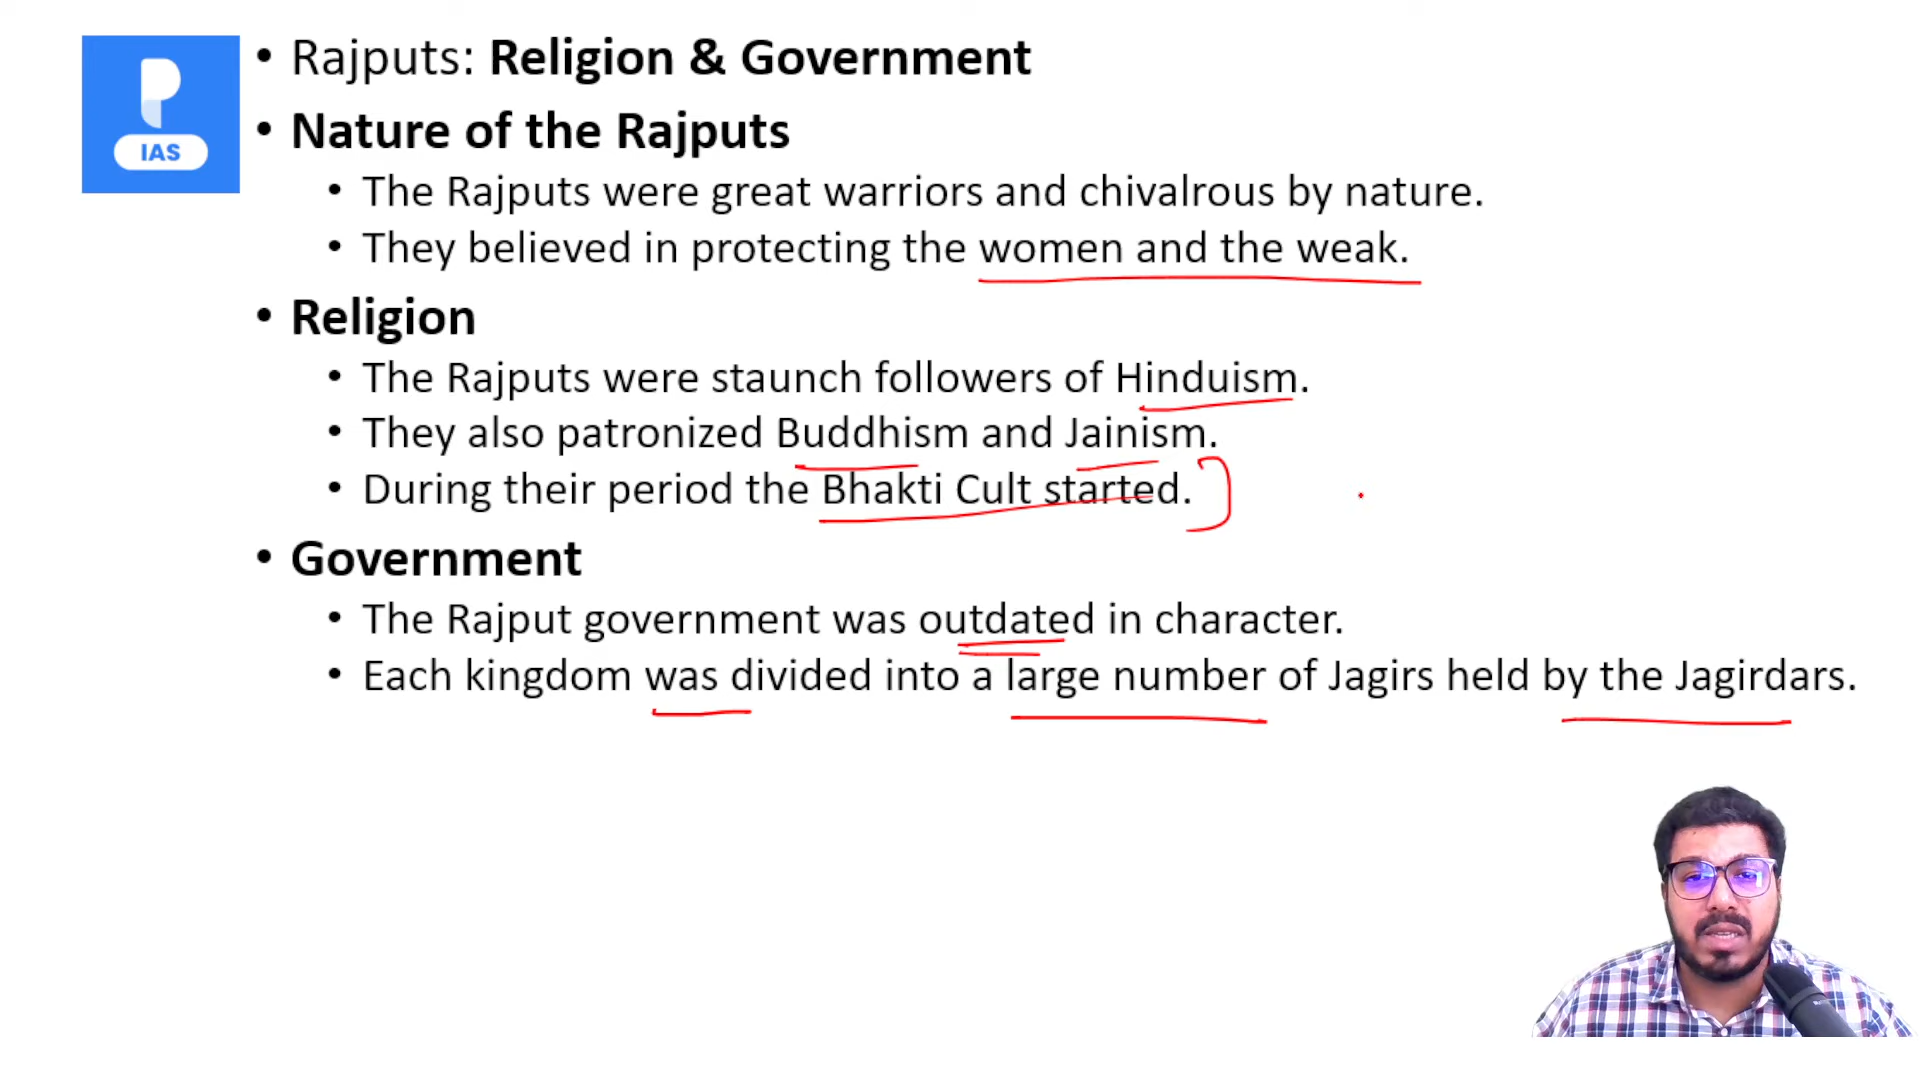 P
IAS
• Rajputs: Religion & Government
• Nature of the Rajputs
• The Rajputs were great warriors and chivalrous by nature.
• They believed in protecting the women and the weak.
• Religion
• The Rajputs were staunch followers of Hinduism.
• They also patronized Buddhism and Jainism.
• During their period the Bhakti Cult started.
• Government
• The Rajput government was outdated in character.
• Each kingdom was divided into a large number of Jagirs held by the Jagirdars.